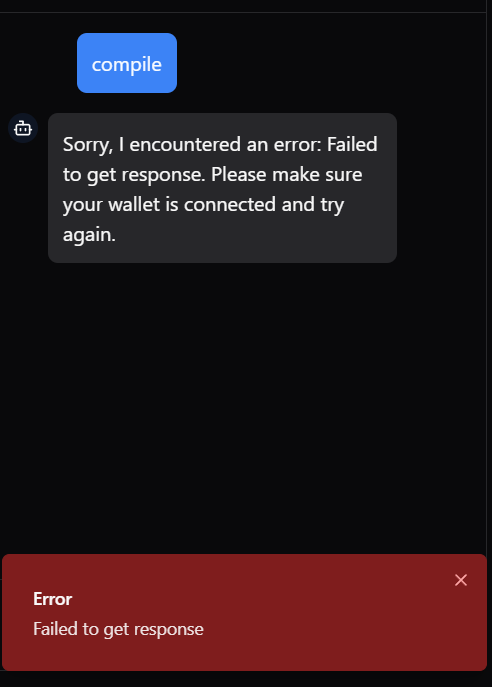 compile
Sorry, I encountered an error: Failed
to get response. Please make sure
your wallet is connected and try
again.
Error
Failed to get response